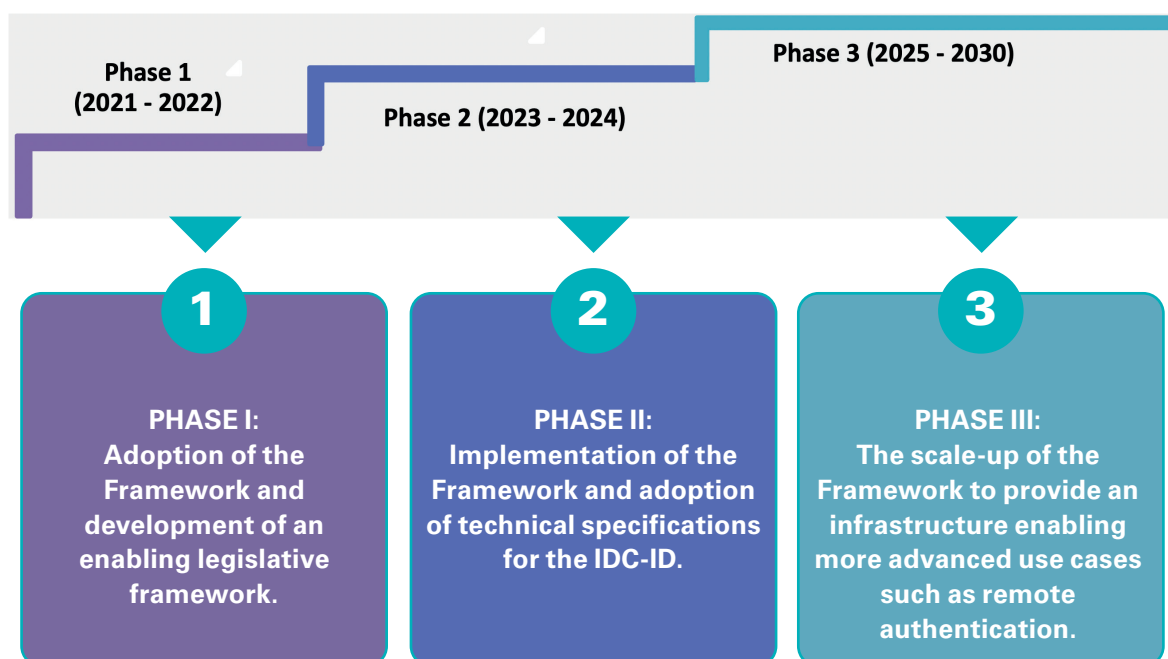 Phase 1
(2021 - 2022)
Phase 2 (2023 - 2024)
Phase 3 (2025 - 2030)
1
PHASE I:
Adoption of the
Framework and
development of an
enabling legislative
framework.
2
PHASE II:
Implementation of the
Framework and adoption
of technical specifications
for the IDC-ID.
3
PHASE III:
The scale-up of the
Framework to provide an
infrastructure enabling
more advanced use cases
such as remote
authentication.